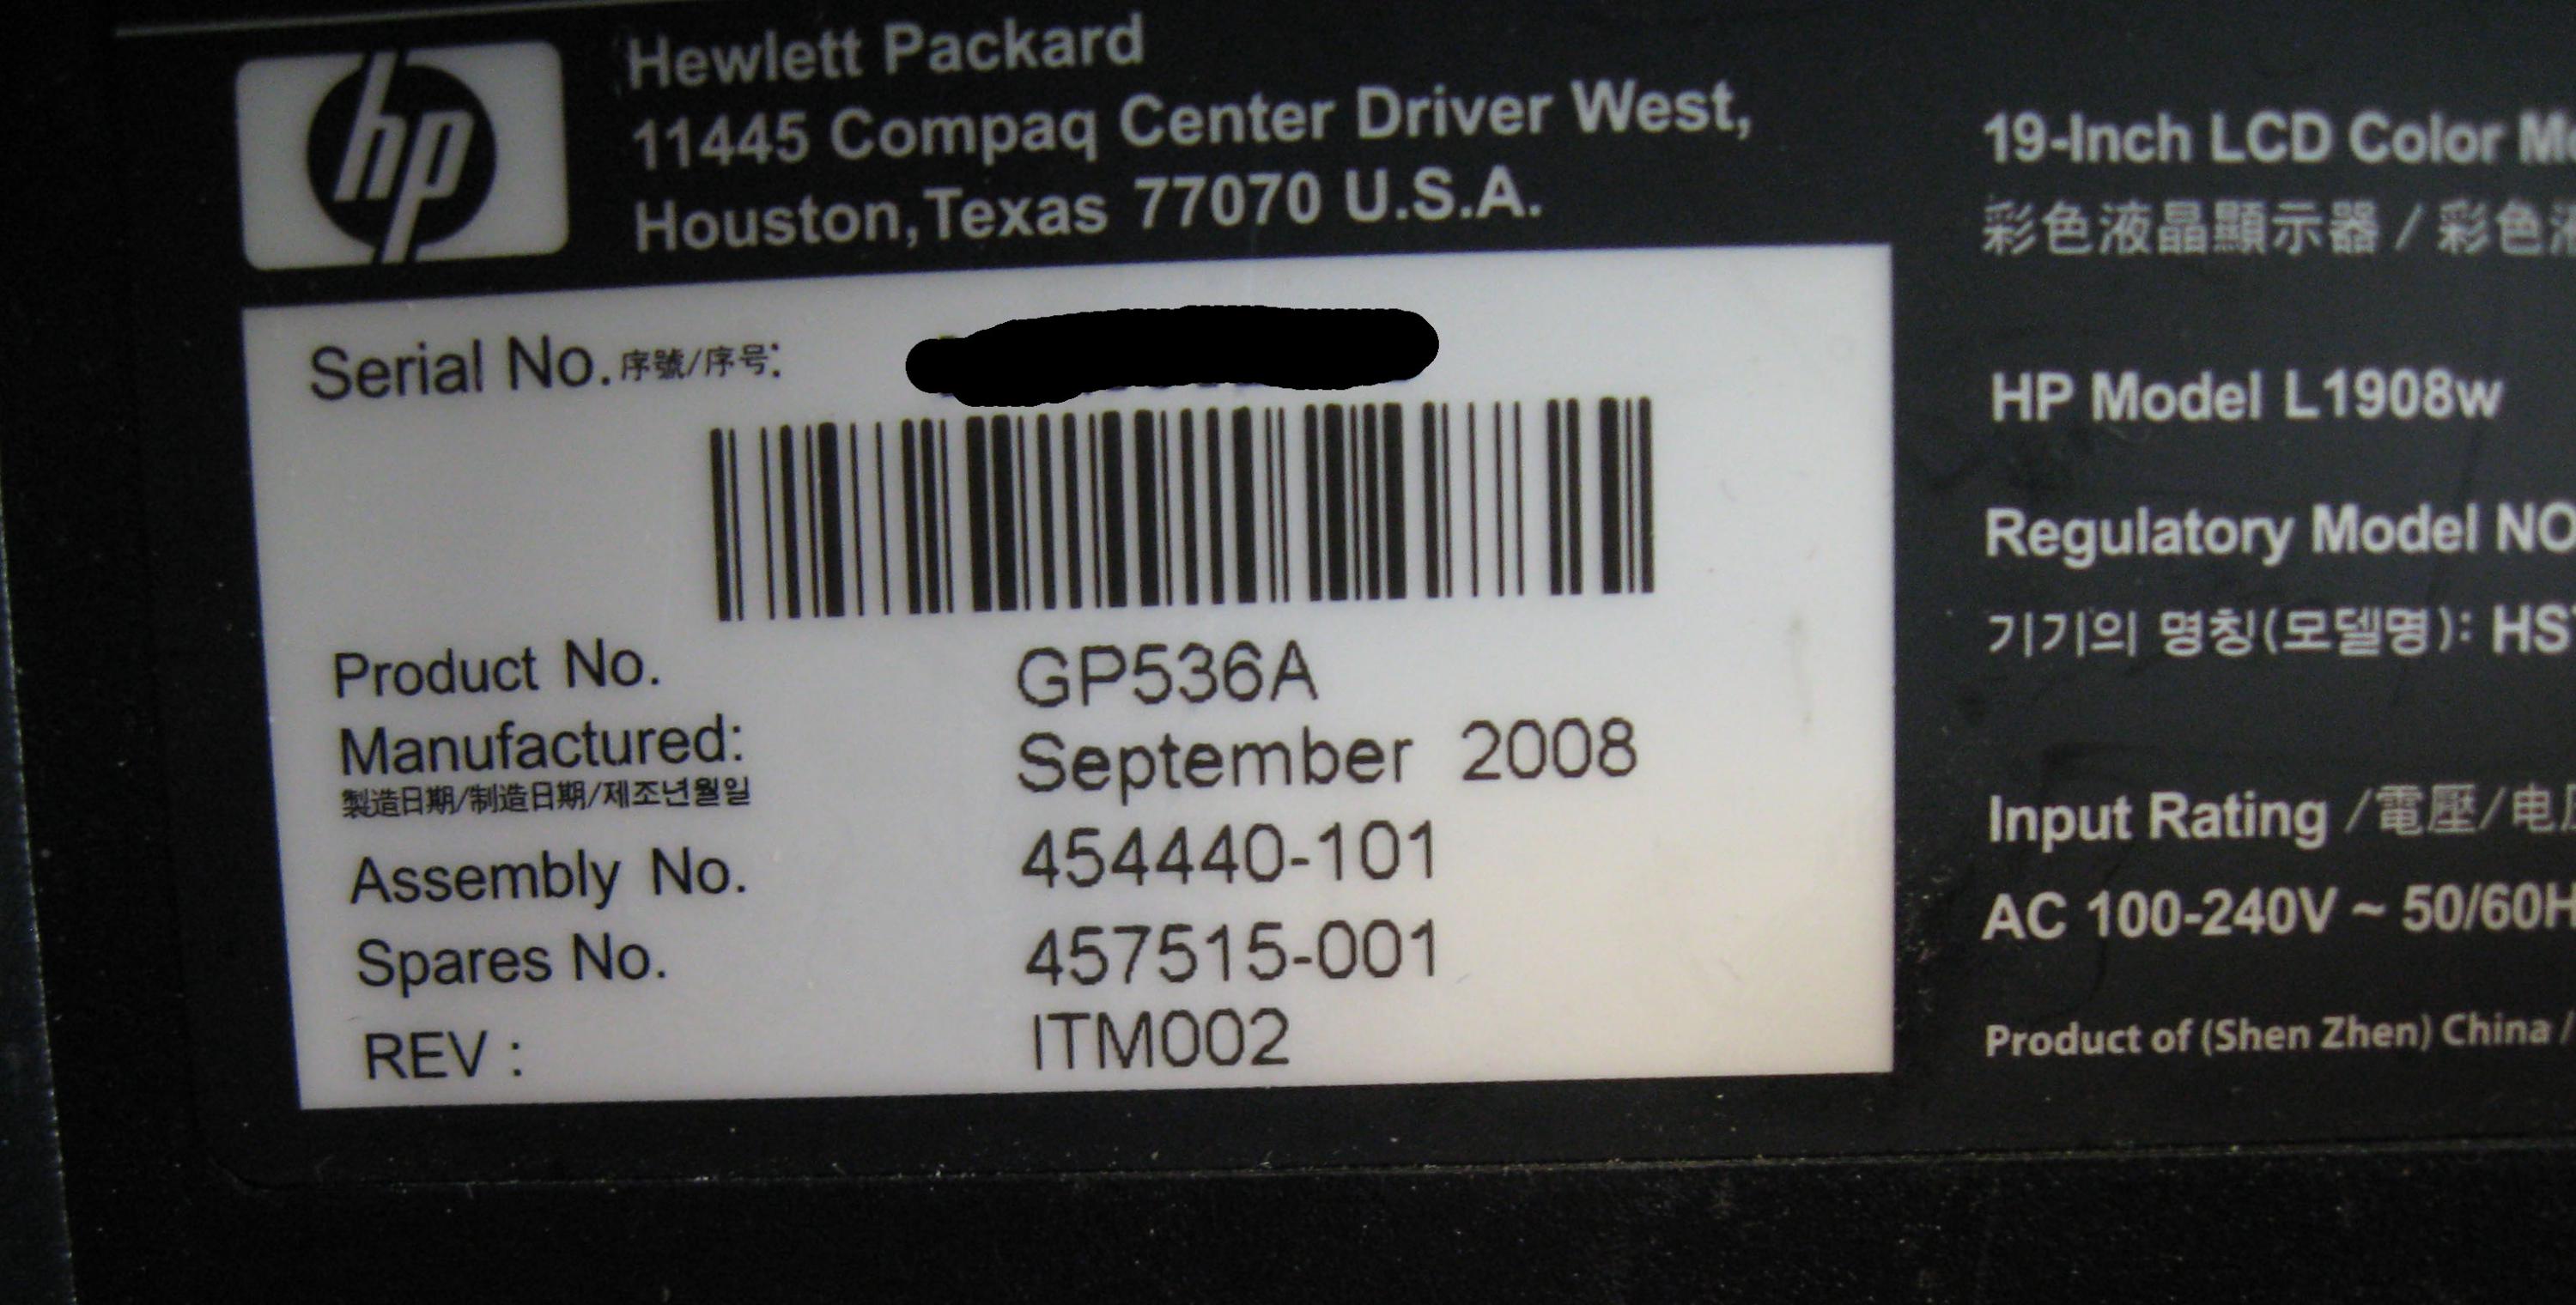 hp
Hewlett Packard
11445 Compaq Center Driver West,
Houston, Texas 77070 U.S.A.
Serial No. 序號/序号:
Product No. GP536A
Manufactured: September 2008
製造日期/制造日期/제조년월일
Assembly No. 454440-101
Spares No. 457515-001
REV : ITM002
19-Inch LCD Color
彩色液晶顯示器 / 彩色
HP Model L1908w
Regulatory Model NO
기기의 명칭(모델명): HS
Input Rating /電壓/电
AC 100-240V ~ 50/60H
Product of (Shen Zhen) China /